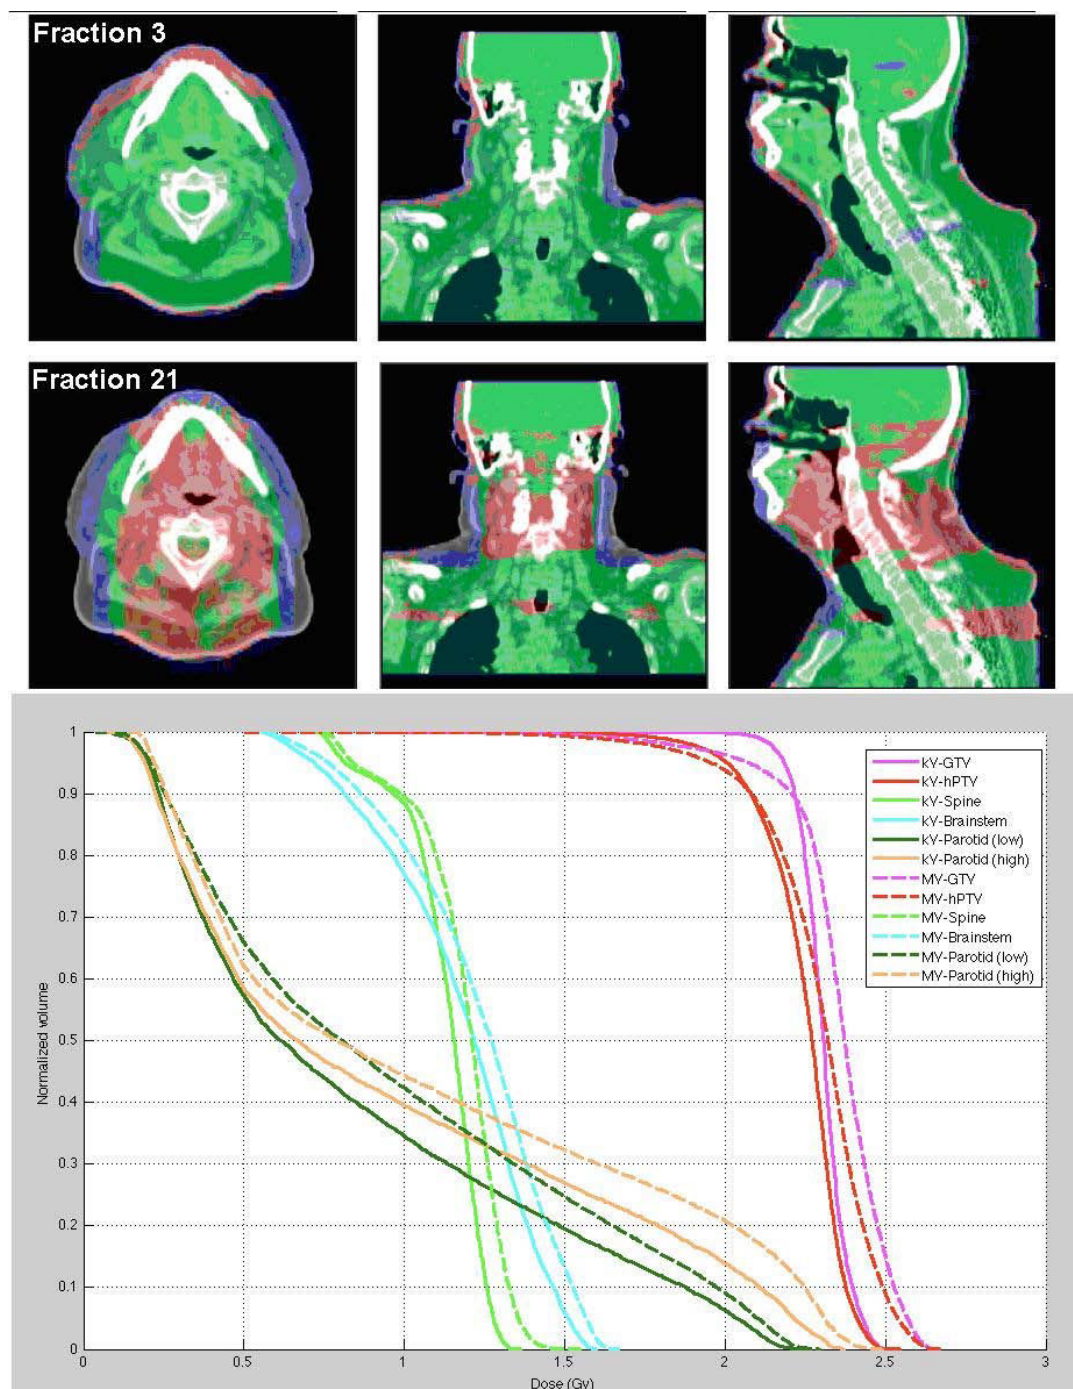 Fraction 3
Fraction 21
1
0.9
0.8
0.7
0.6
0.5
0.4
0.3
0.2
0.1
0
Normalized volume
kV-GTV
kV-hPTV
kV-Spine
kV-Brainstem
kV-Parotid (low)
kV-Parotid (high)
MV-GTV
MV-hPTV
MV-Spine
MV-Brainstem
MV-Parotid (low)
MV-Parotid (high)
0 0.5 1 1.5 2 2.5 3
Dose (Gy)